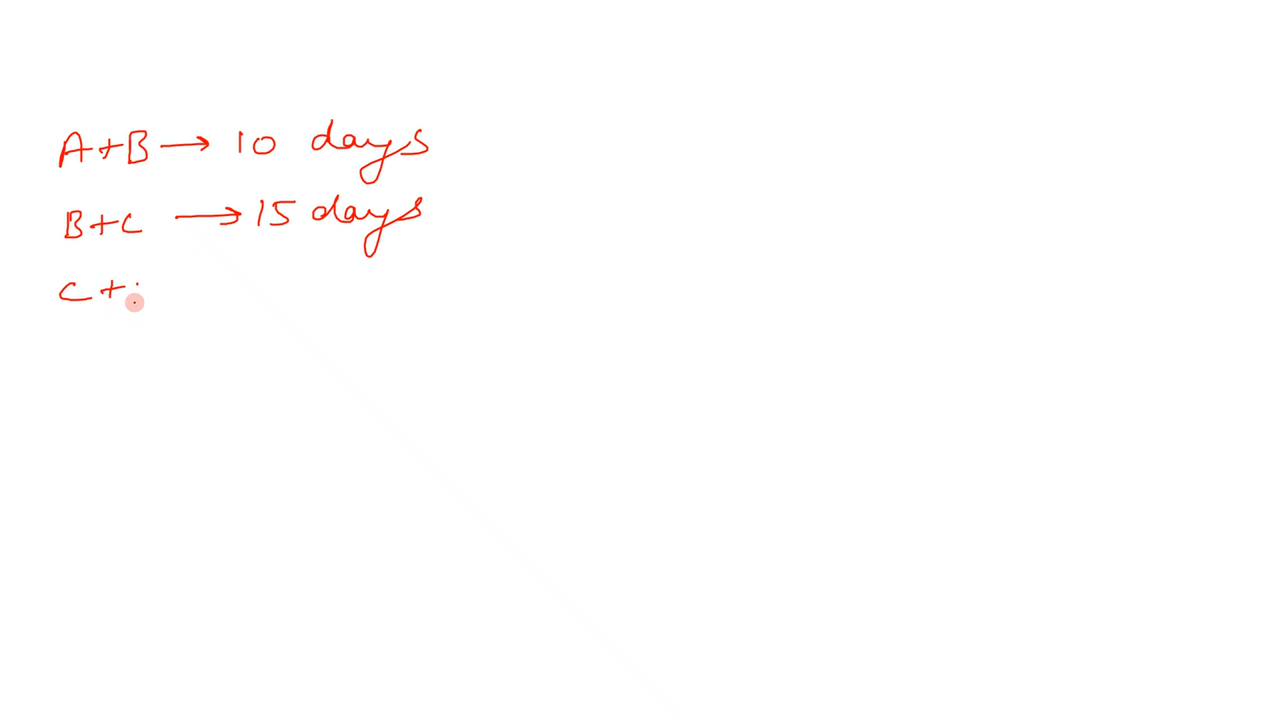 A+B → 10 days
B+C → 15 days
C +